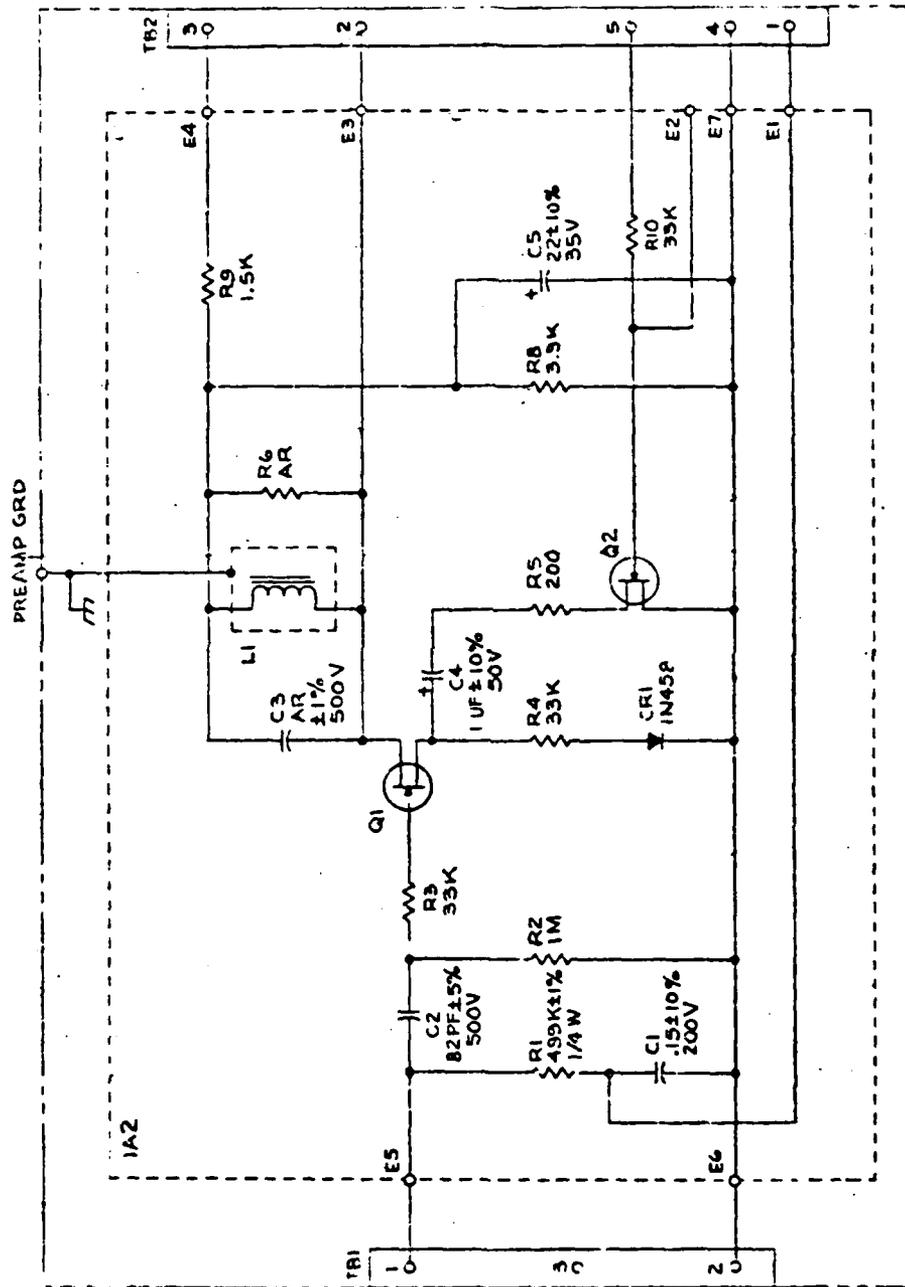 PREAMP GRD
1A2
TB1
1
3
2
E5
E6
C2
82PF±5%
500V
R1
499K±1%
1/4W
C1
.15±10%
200V
R2
1M
R3
33K
Q1
C3
AR
±1%
500V
L1
R6
AR
C4
1UF±10%
50V
R4
33K
CR1
1N458
R5
200
Q2
R9
1.5K
R8
C5
+
22±10%
35V
+
R10
33K
E4
E3
E2
E7
E1
TB2
3
2
5
4
1